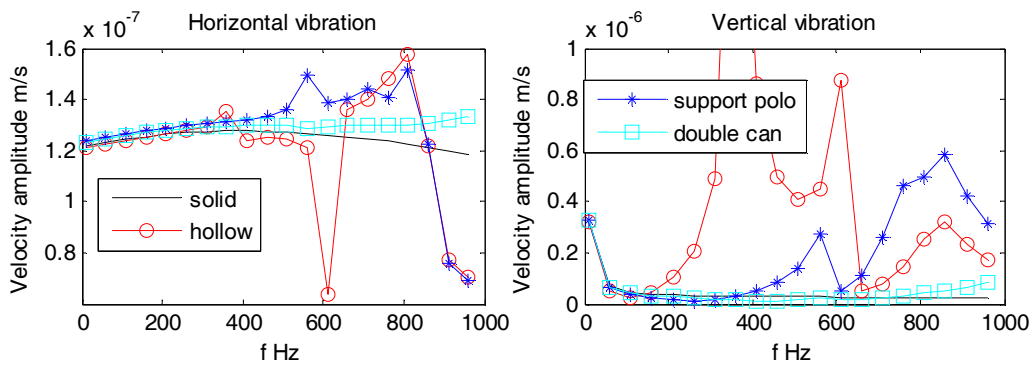 Horizontal vibration
x 10^-7
1.6
1.4
1.2
1
0.8
0 200 400 600 800 1000
f Hz
Velocity amplitude m/s
solid
hollow
Vertical vibration
x 10^-6
1
0.8
0.6
0.4
0.2
0
0 200 400 600 800 1000
f Hz
Velocity amplitude m/s
support polo
double can